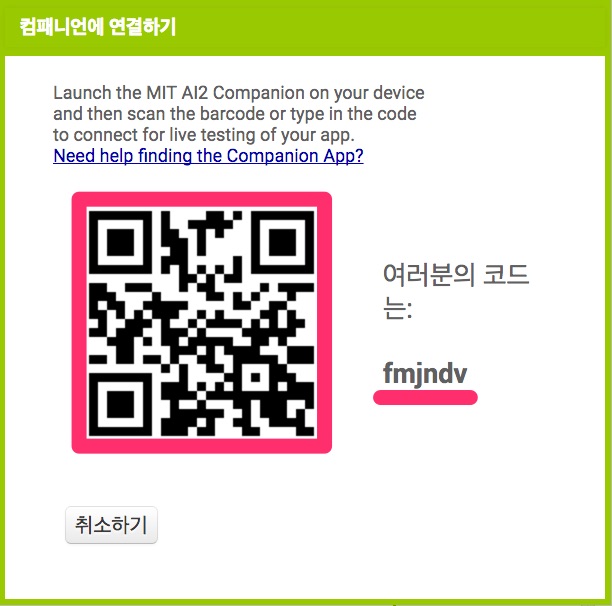 컴패니언에 연결하기
Launch the MIT AI2 Companion on your device
and then scan the barcode or type in the code
to connect for live testing of your app.
Need help finding the Companion App?
여러분의 코드
는:
fmjndv
취소하기